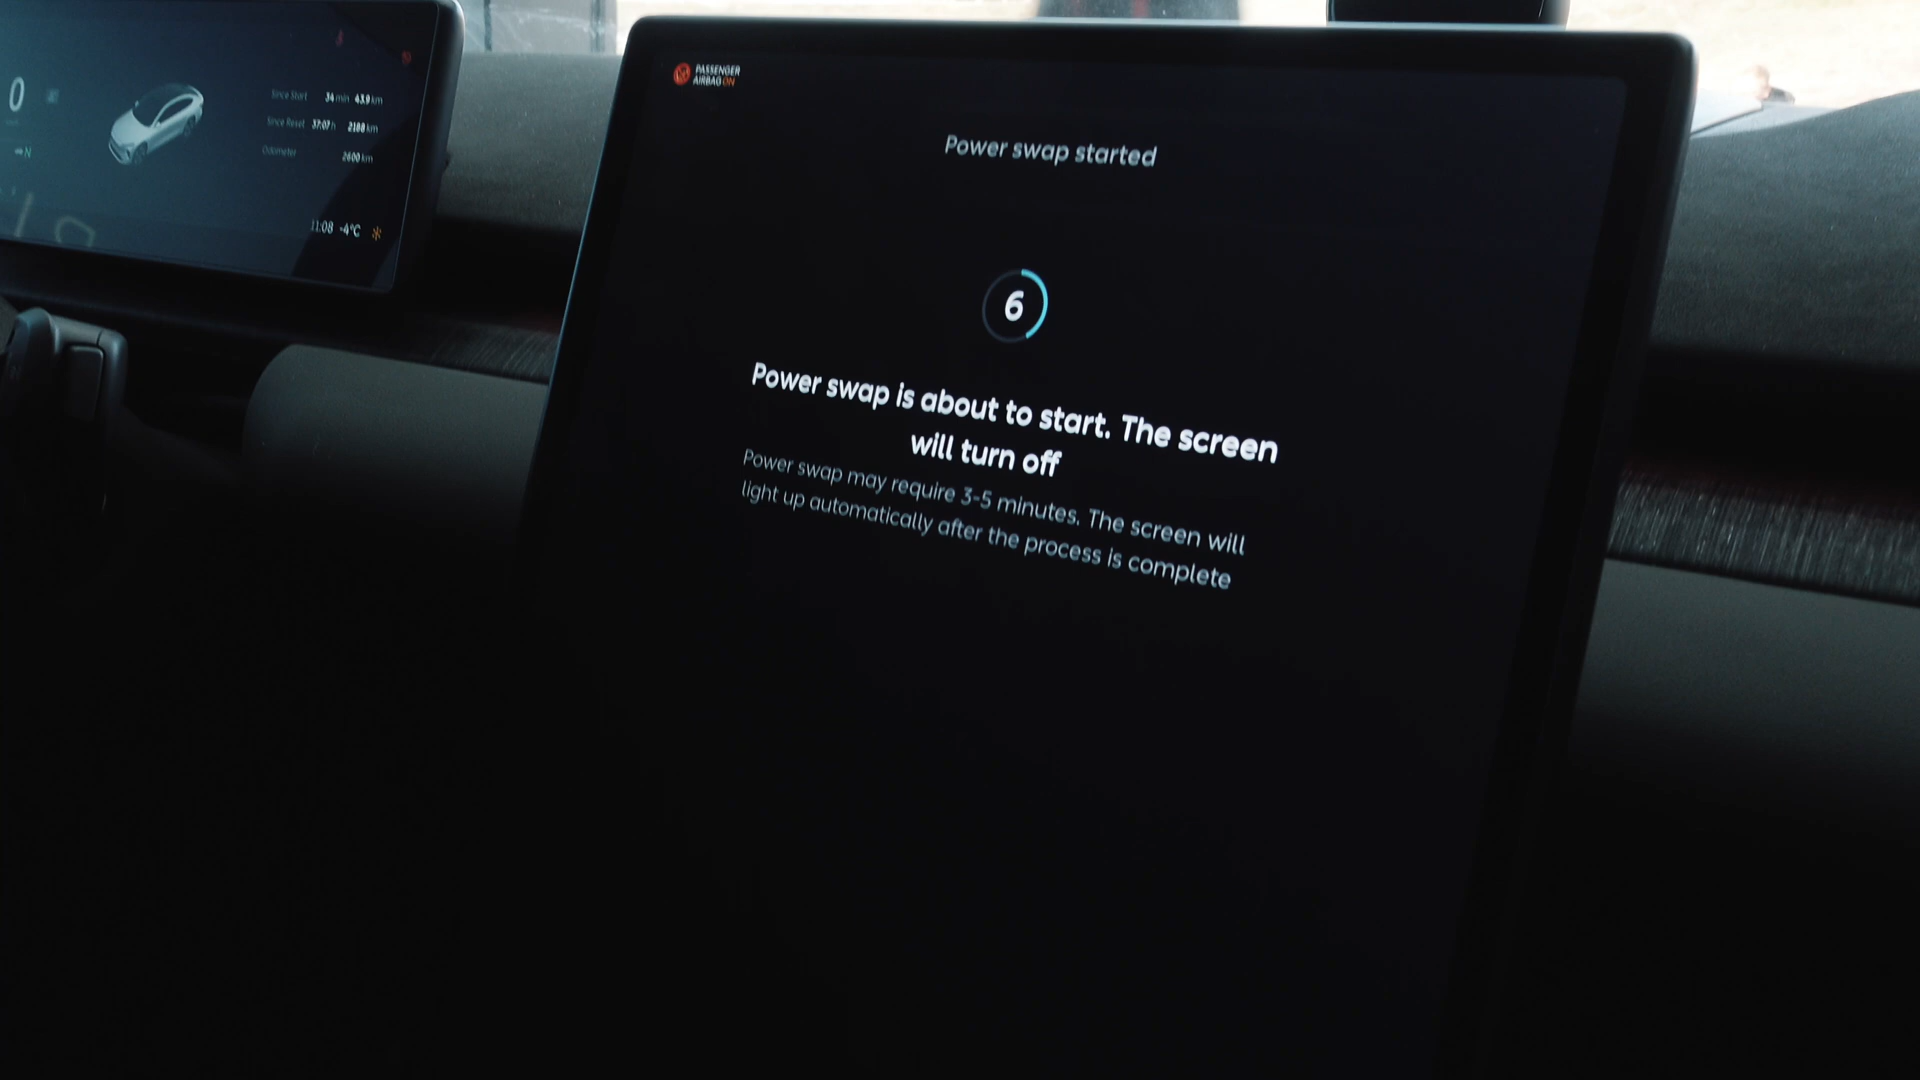 0
N
Since Start 34 min 43.9 km
Since Reset 37:07 h 2188 km
Odometer 2600 km
11:08 -4°C
PASSENGER
AIRBAG ON
Power swap started
6
Power swap is about to start. The screen
will turn off
Power swap may require 3-5 minutes. The screen will
light up automatically after the process is complete